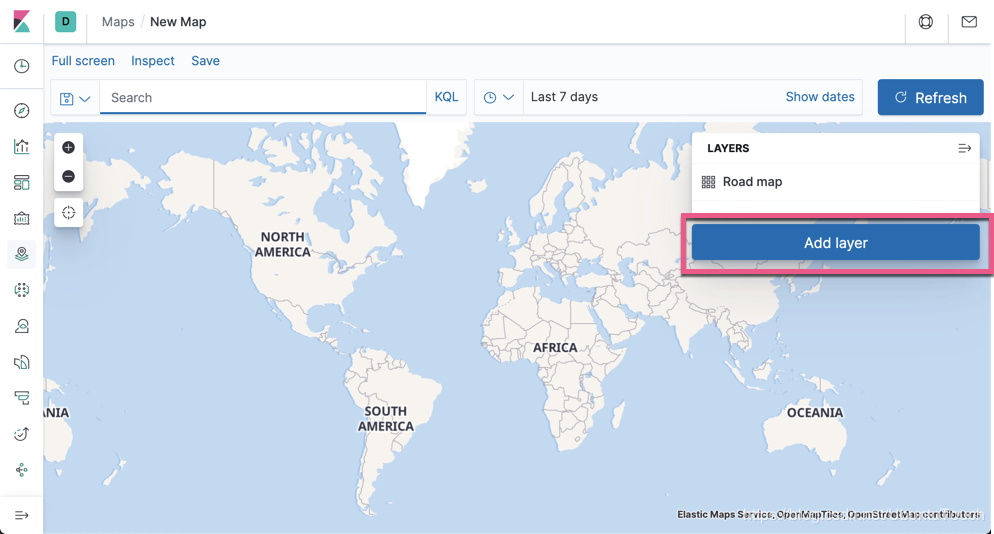 D Maps / New Map
Full screen Inspect Save
Search KQL Last 7 days Show dates Refresh
LAYERS
Road map
Add layer
NORTH
AMERICA
AFRICA
ANIA
SOUTH
AMERICA
OCEANIA
Elastic Maps Service, OpenMapTiles, OpenStreetMap contributors